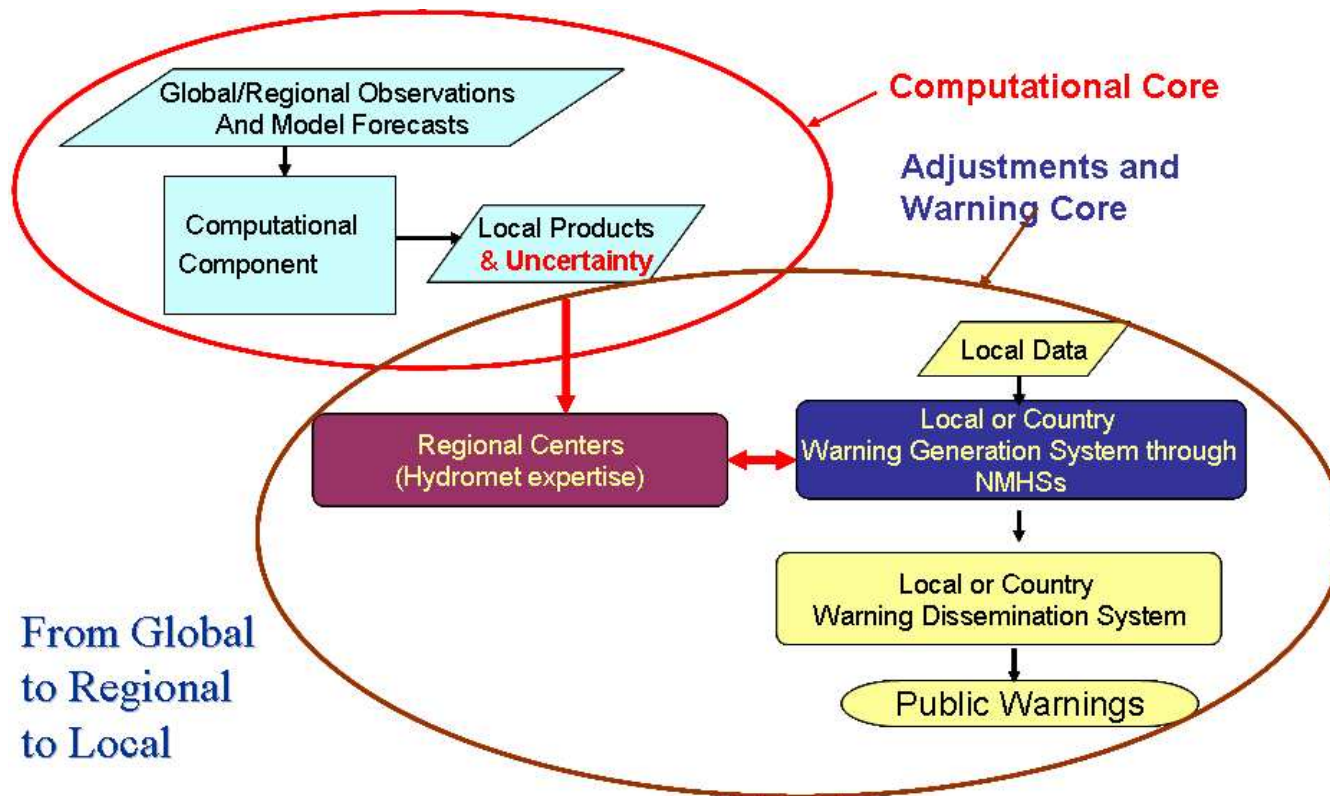 Global/Regional Observations
And Model Forecasts
Computational Core
Adjustments and
Warning Core
Computational
Component
Local Products
& Uncertainty
Local Data
Regional Centers
(Hydromet expertise)
Local or Country
Warning Generation System through
NMHSs
Local or Country
Warning Dissemination System
Public Warnings
From Global
to Regional
to Local